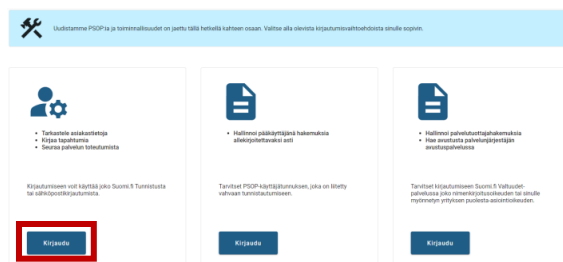 Uudistamme PSOP:ia ja toiminnallisuudet on jaettu tällä hetkellä kahteen osaan. Valitse alla olevista kirjautumisvaihtoehdoista sinulle sopivin.
• Tarkastele asiakastietoja
• Kirjaa tapahtumia
• Seuraa palvelun toteutumista
Kirjautumiseen voit käyttää joko Suomi.fi Tunnistusta
tai sähköpostikirjautumista.
Kirjaudu
• Hallinnoi pääkäyttäjänä hakemuksia
allekirjoitettavaksi asti
Tarvitset PSOP-käyttäjätunnuksen, joka on liitetty
vahvaan tunnistautumiseen.
Kirjaudu
• Hallinnoi palvelutuottajahakemuksia
• Hae avustusta palvelunjärjestäjän
avustuspalvelussa
Tarvitset kirjautumiseen Suomi.fi Valtuudet-
palvelussa joko nimenkirjoitusoikeuden tai sinulle
myönnetyn yrityksen puolesta-asiointioikeuden.
Kirjaudu